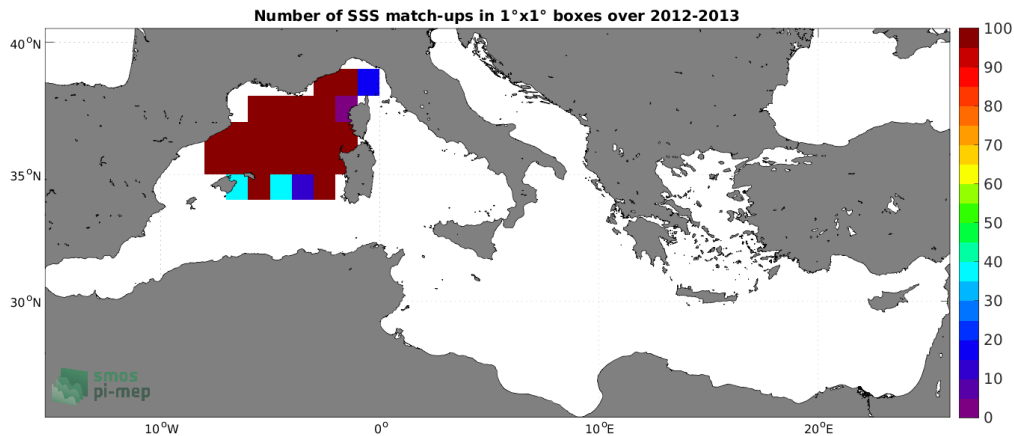 Number of SSS match-ups in 1°x1° boxes over 2012-2013
40°N
35°N
30°N
10°W
0°
10°E
20°E
100
90
80
70
60
50
40
30
20
10
0
smos
pi-mep